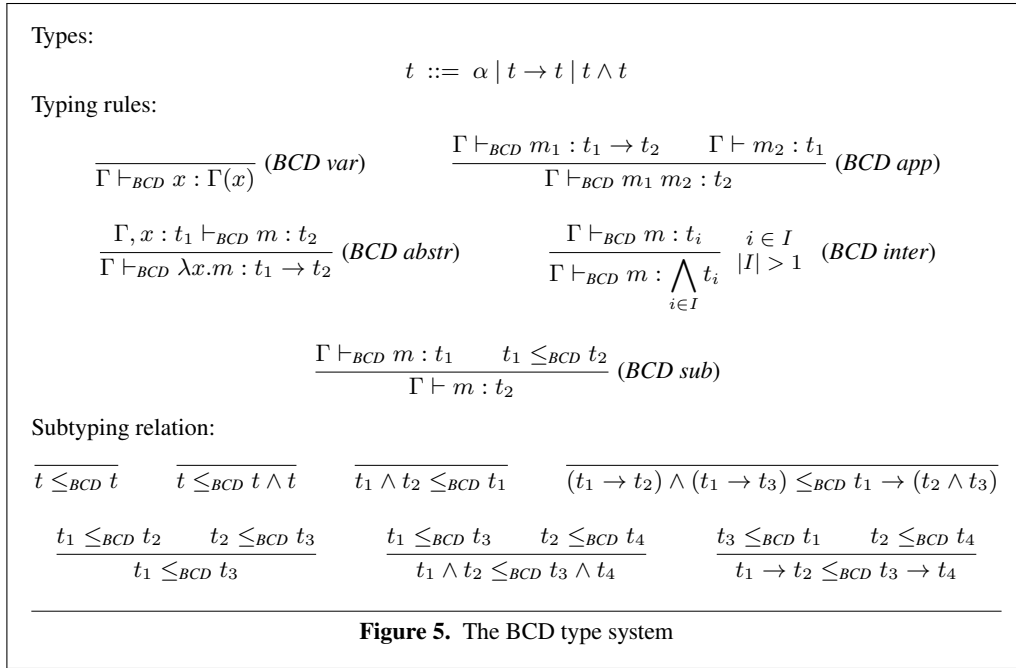 Types:
t ::= α | t → t | t ∧ t
Typing rules:
Γ ⊢BCD x : Γ(x) (BCD var)
Γ ⊢BCD m₁ : t₁ → t₂ Γ ⊢ m₂ : t₁
Γ ⊢BCD m₁ m₂ : t₂ (BCD app)
Γ, x : t₁ ⊢BCD m : t₂
Γ ⊢BCD λx.m : t₁ → t₂ (BCD abstr)
Γ ⊢BCD m : tᵢ
Γ ⊢BCD m : ⋀i∈I tᵢ
i ∈ I
|I| > 1 (BCD inter)
Γ ⊢BCD m : t₁ t₁ ≤BCD t₂
Γ ⊢ m : t₂ (BCD sub)
Subtyping relation:
t ≤BCD t t ≤BCD t ∧ t t₁ ∧ t₂ ≤BCD t₁ (t₁ → t₂) ∧ (t₁ → t₃) ≤BCD t₁ → (t₂ ∧ t₃)
t₁ ≤BCD t₂ t₂ ≤BCD t₃
t₁ ≤BCD t₃
t₁ ≤BCD t₃ t₂ ≤BCD t₄
t₁ ∧ t₂ ≤BCD t₃ ∧ t₄
t₃ ≤BCD t₁ t₂ ≤BCD t₄
t₁ → t₂ ≤BCD t₃ → t₄
Figure 5. The BCD type system